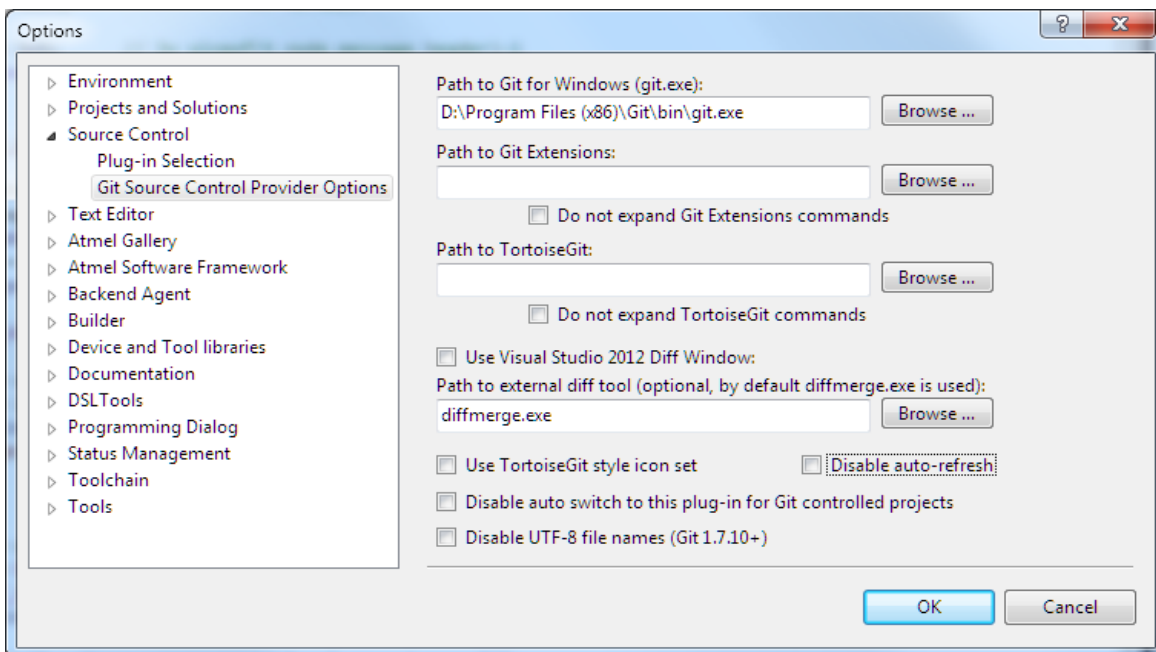 Options
Environment
Projects and Solutions
Source Control
Plug-in Selection
Git Source Control Provider Options
Text Editor
Atmel Gallery
Atmel Software Framework
Backend Agent
Builder
Device and Tool libraries
Documentation
DSLTools
Programming Dialog
Status Management
Toolchain
Tools
Path to Git for Windows (git.exe):
D:\Program Files (x86)\Git\bin\git.exe
Browse ...
Path to Git Extensions:
Browse ...
Do not expand Git Extensions commands
Path to TortoiseGit:
Browse ...
Do not expand TortoiseGit commands
Use Visual Studio 2012 Diff Window:
Path to external diff tool (optional, by default diffmerge.exe is used):
diffmerge.exe
Browse ...
Use TortoiseGit style icon set
Disable auto-refresh
Disable auto switch to this plug-in for Git controlled projects
Disable UTF-8 file names (Git 1.7.10+)
OK
Cancel